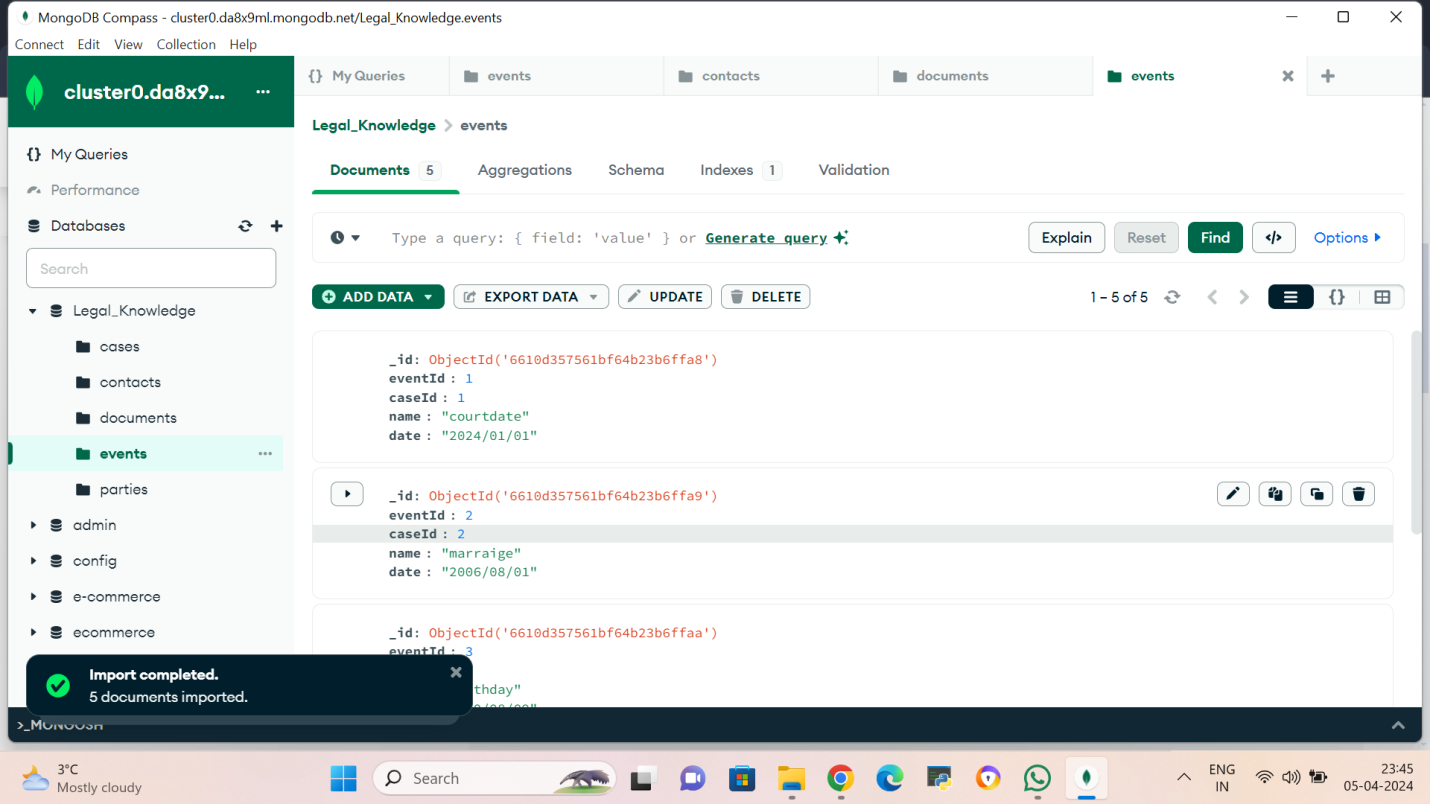 MongoDB Compass - cluster0.da8x9ml.mongodb.net/Legal_Knowledge.events
Connect Edit View Collection Help
cluster0.da8x9... ...
{} My Queries
events
contacts
documents
events
Legal_Knowledge > events
My Queries
Performance
Databases
Search
Legal_Knowledge
cases
contacts
documents
events ...
parties
admin
config
e-commerce
ecommerce
Documents 5
Aggregations
Schema
Indexes 1
Validation
Type a query: { field: 'value' } or Generate query
Explain
Reset
Find
</>
Options
ADD DATA
EXPORT DATA
UPDATE
DELETE
1 – 5 of 5
{}
_id: ObjectId('6610d357561bf64b23b6ffa8')
eventId : 1
caseId : 1
name : "courtdate"
date : "2024/01/01"
_id: ObjectId('6610d357561bf64b23b6ffa9')
eventId : 2
caseId : 2
name : "marraige"
date : "2006/08/01"
_id: ObjectId('6610d357561bf64b23b6ffaa')
eventId : 3
thday"
Import completed.
5 documents imported.
>_MONGOSH
3°C
Mostly cloudy
Search
ENG
IN
23:45
05-04-2024